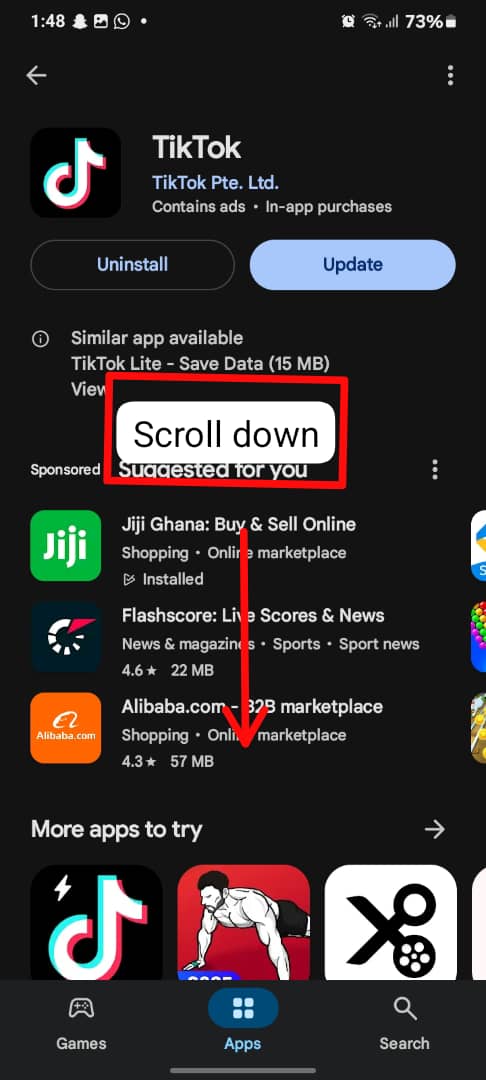 1:48
73%
TikTok
TikTok Pte. Ltd.
Contains ads • In-app purchases
Uninstall
Update
Similar app available
TikTok Lite - Save Data (15 MB)
View
Scroll down
Sponsored
Suggested for you
Jiji
Jiji Ghana: Buy & Sell Online
Shopping • Online marketplace
Installed
Flashscore: Live Scores & News
News & magazines • Sports • Sport news
4.6★ 22 MB
Alibaba.com
Alibaba.com - B2B marketplace
Shopping • Online marketplace
4.3★ 57 MB
More apps to try
Games
Apps
Search